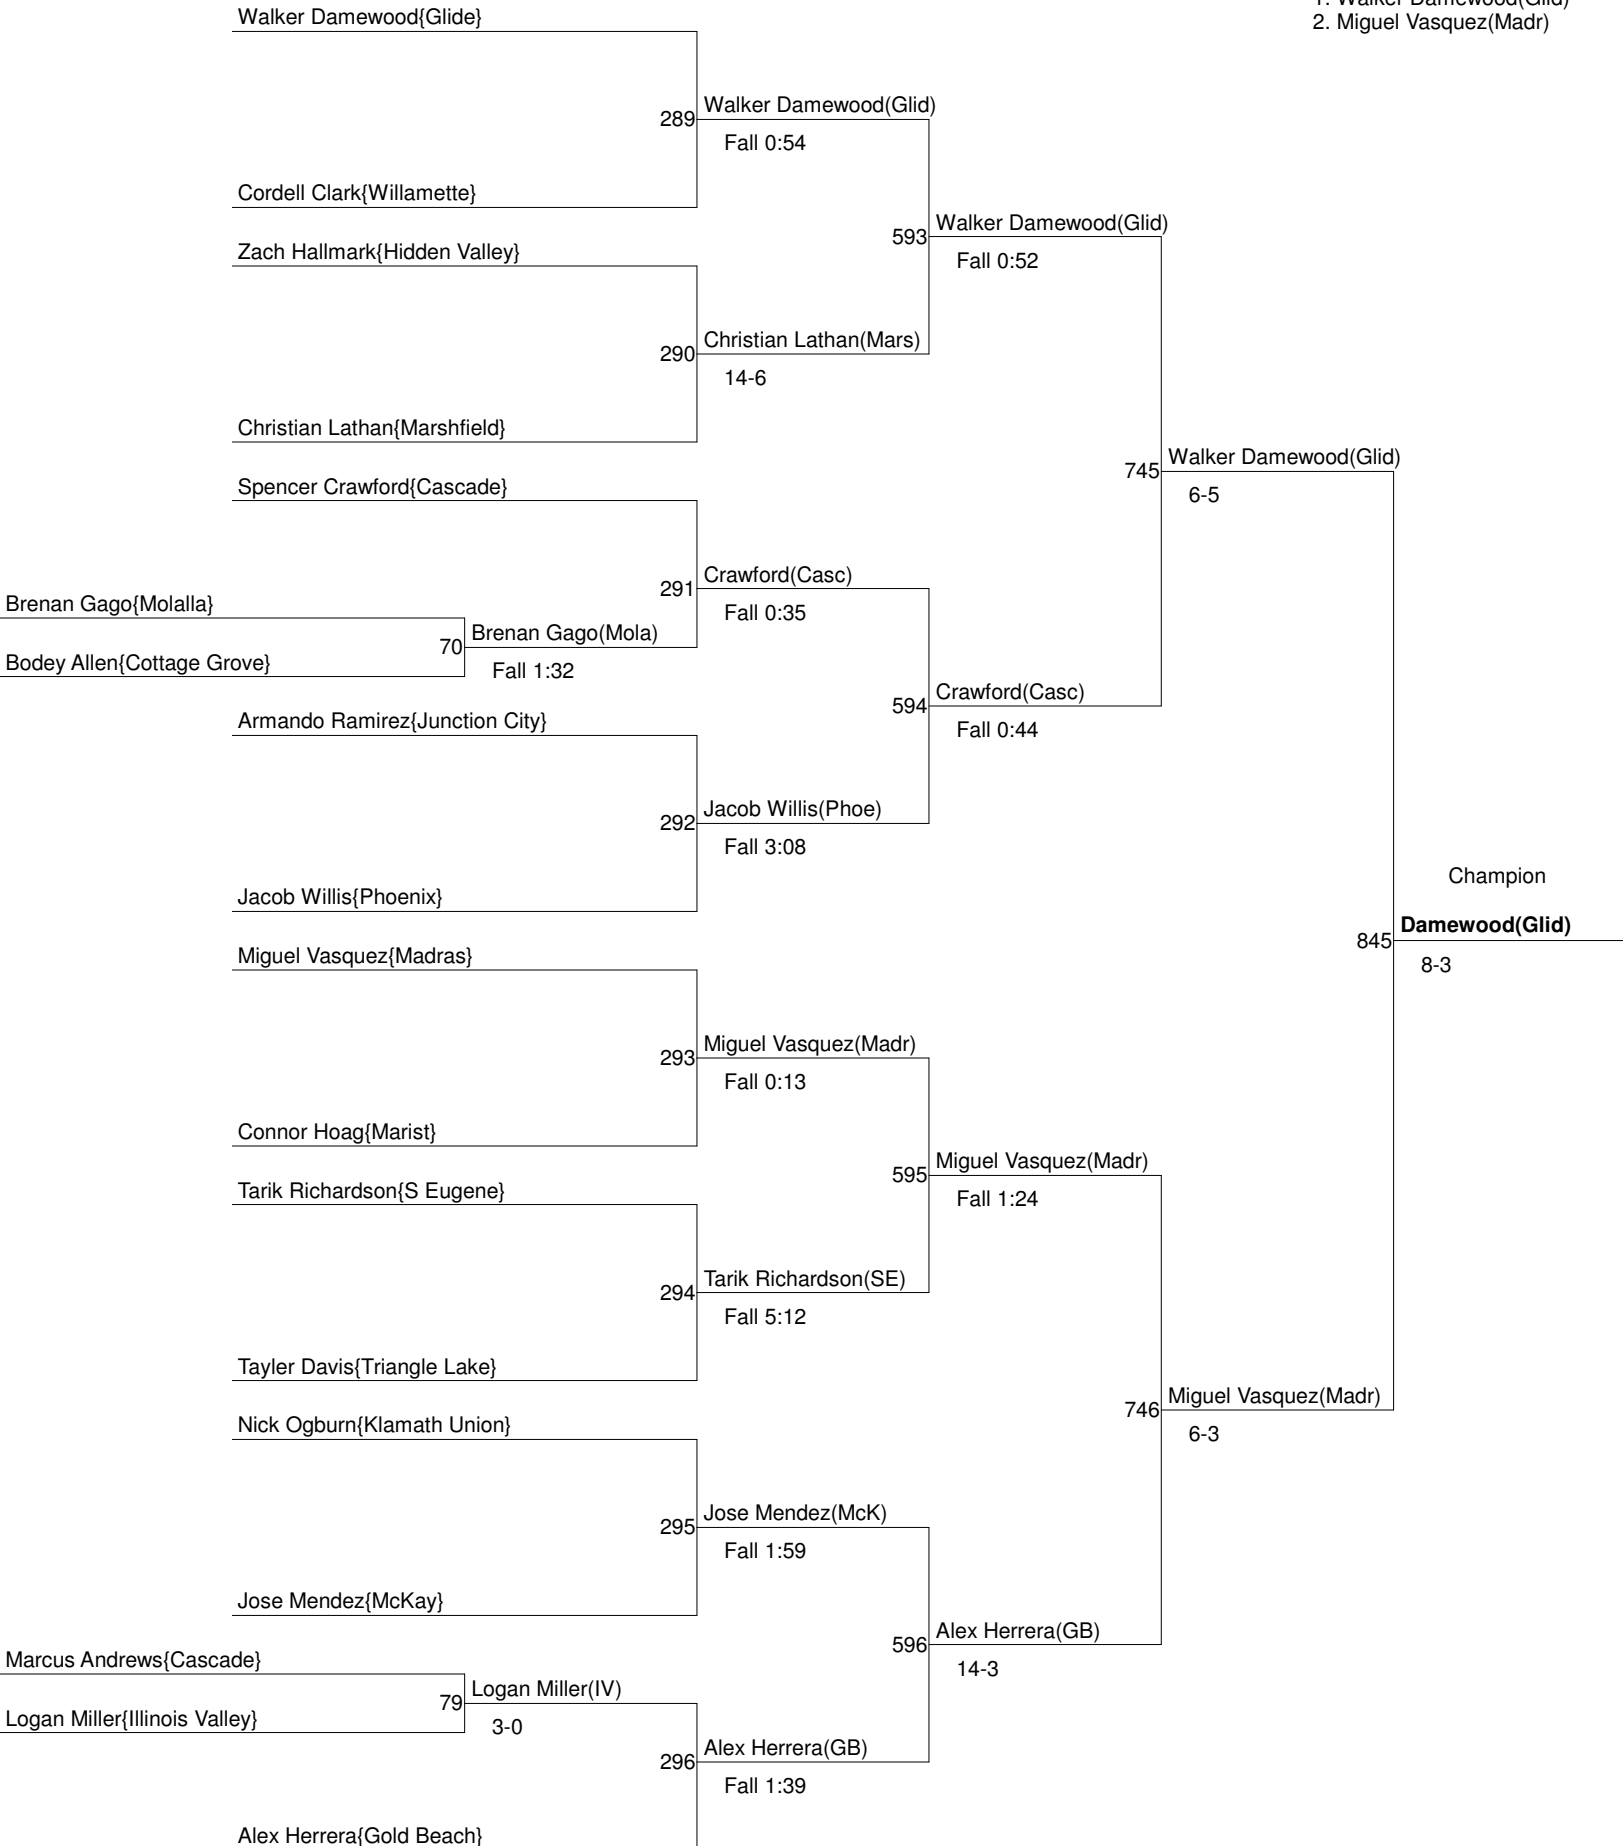 1. Walker Damewood(Glid)
2. Miguel Vasquez(Madr)
Walker Damewood{Glide}
289
Walker Damewood(Glid)
Fall 0:54
Cordell Clark{Willamette}
593
Walker Damewood(Glid)
Fall 0:52
Zach Hallmark{Hidden Valley}
290
Christian Lathan(Mars)
14-6
Christian Lathan{Marshfield}
745
Walker Damewood(Glid)
6-5
Spencer Crawford{Cascade}
291
Crawford(Casc)
Fall 0:35
Brenan Gago{Molalla}
70
Brenan Gago(Mola)
Fall 1:32
Bodey Allen{Cottage Grove}
594
Crawford(Casc)
Fall 0:44
Armando Ramirez{Junction City}
292
Jacob Willis(Phoe)
Fall 3:08
Jacob Willis{Phoenix}
Champion
845
Damewood(Glid)
8-3
Miguel Vasquez{Madras}
293
Miguel Vasquez(Madr)
Fall 0:13
Connor Hoag{Marist}
595
Miguel Vasquez(Madr)
Fall 1:24
Tarik Richardson{S Eugene}
294
Tarik Richardson(SE)
Fall 5:12
Tayler Davis{Triangle Lake}
746
Miguel Vasquez(Madr)
6-3
Nick Ogburn{Klamath Union}
295
Jose Mendez(McK)
Fall 1:59
Jose Mendez{McKay}
596
Alex Herrera(GB)
14-3
Marcus Andrews{Cascade}
79
Logan Miller(IV)
3-0
Logan Miller{Illinois Valley}
296
Alex Herrera(GB)
Fall 1:39
Alex Herrera{Gold Beach}